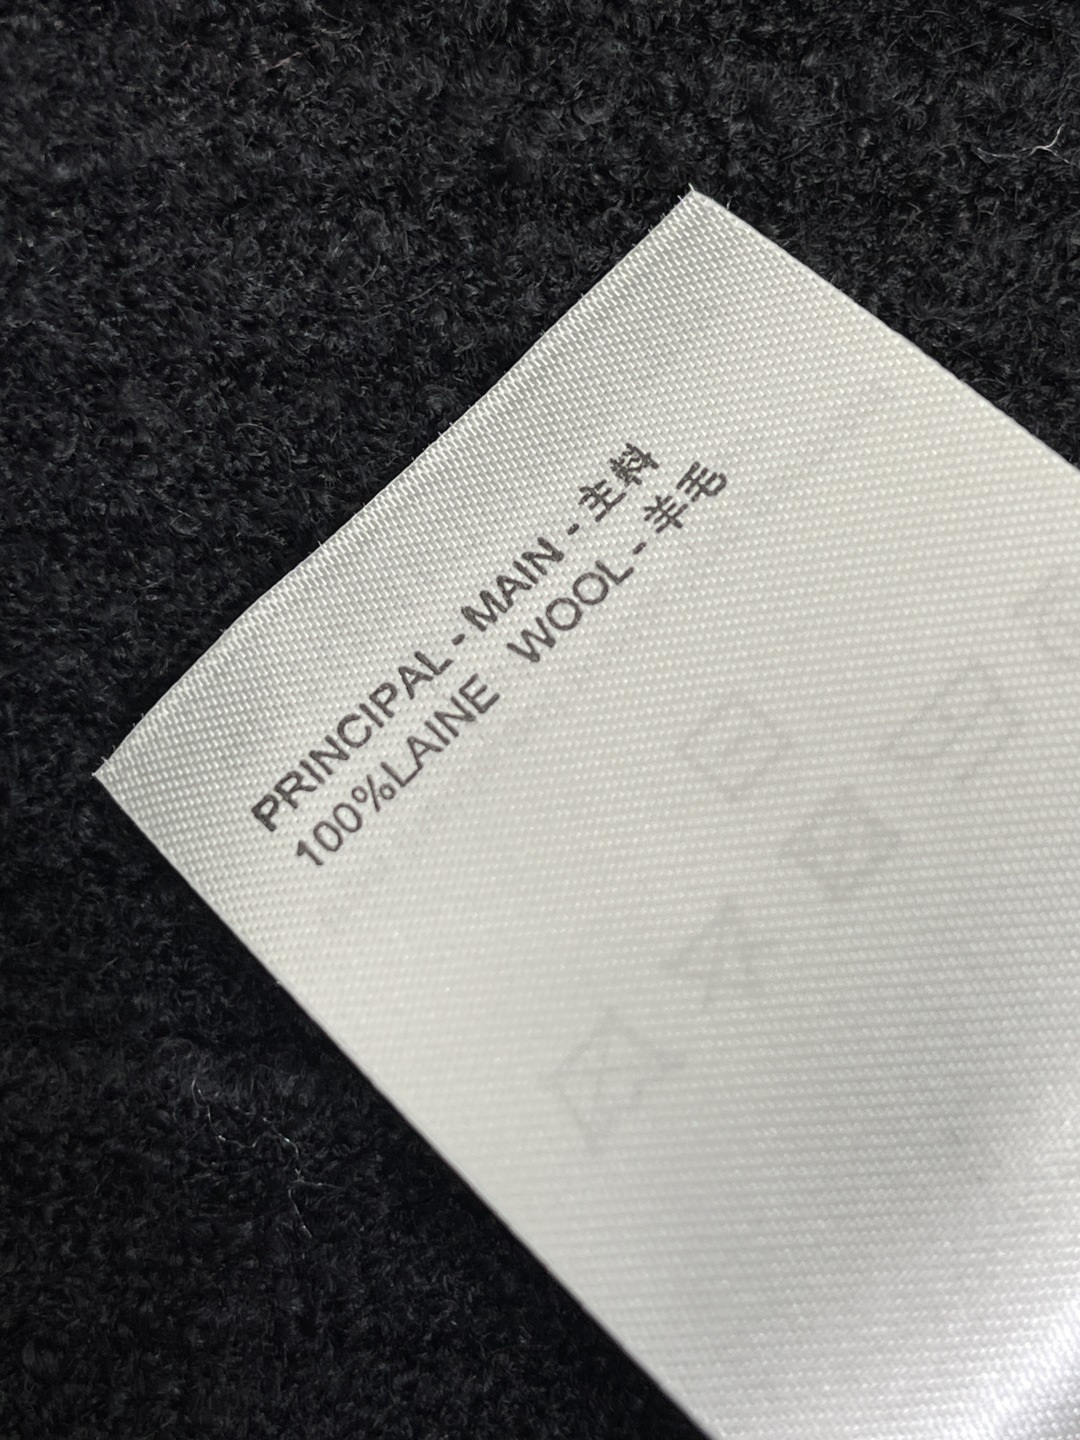 PRINCIPAL - MAIN - 主料
100%LAINE WOOL - 羊毛